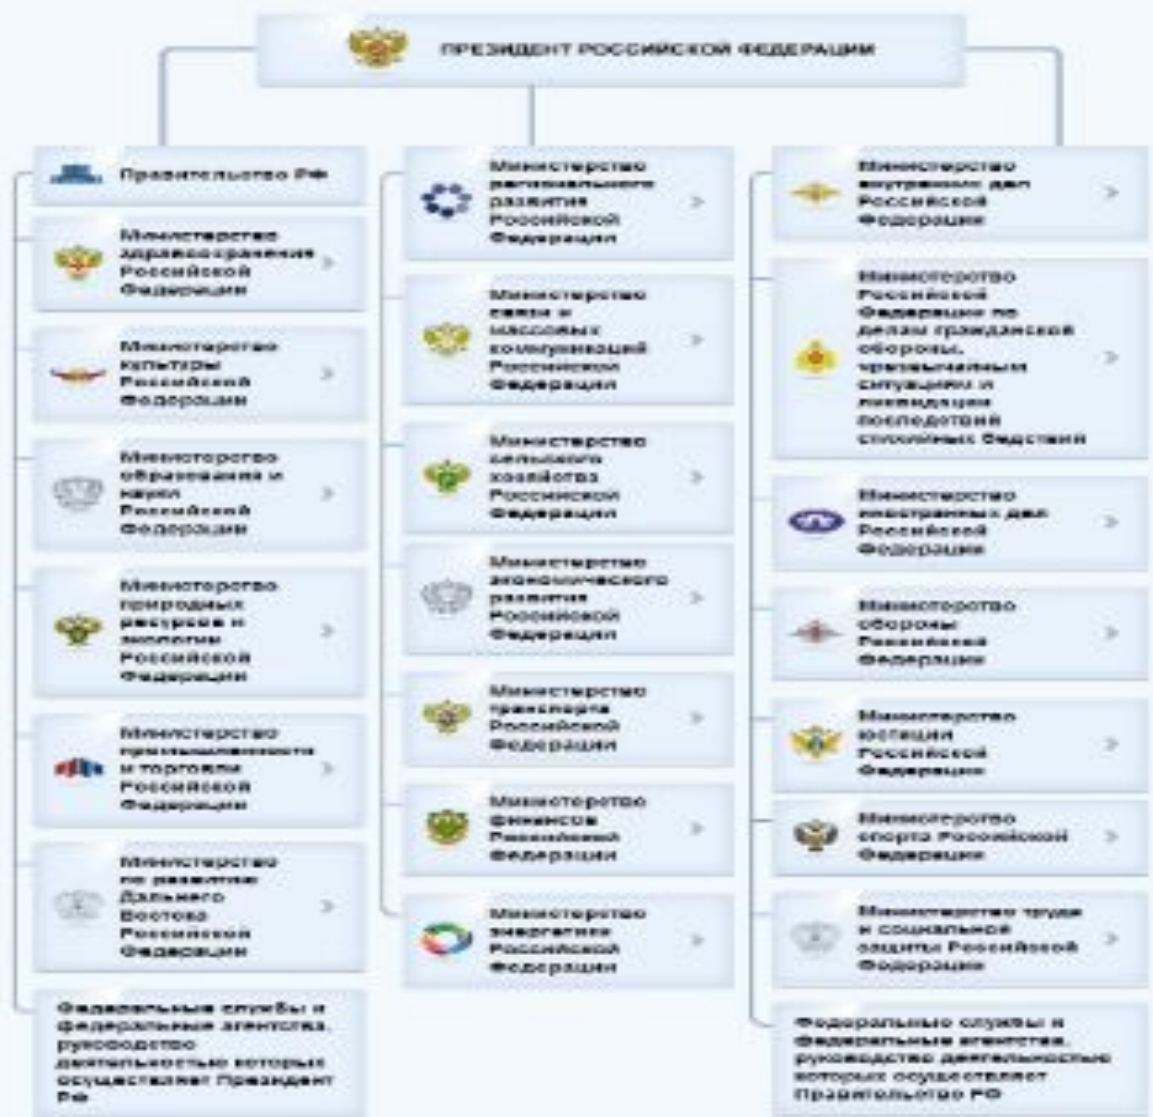 ПРЕЗИДЕНТ РОССИЙСКОЙ ФЕДЕРАЦИИ
Правительство РФ
Министерство
здравоохранения
Российской
Федерации
Министерство
культуры
Российской
Федерации
Министерство
образования и
науки
Российской
Федерации
Министерство
природных
ресурсов и
экологии
Российской
Федерации
Министерство
промышленности
и торговли
Российской
Федерации
Министерство
по развитию
Дальнего
Востока
Российской
Федерации
Федеральные службы и
федеральные агентства,
руководство
деятельностью которых
осуществляет Президент
РФ
Министерство
регионального
развития
Российской
Федерации
Министерство
связи и
массовых
коммуникаций
Российской
Федерации
Министерство
сельского
хозяйства
Российской
Федерации
Министерство
экономического
развития
Российской
Федерации
Министерство
транспорта
Российской
Федерации
Министерство
финансов
Российской
Федерации
Министерство
энергетики
Российской
Федерации
Министерство
внутренних дел
Российской
Федерации
Министерство
Российской
Федерации по
делам гражданской
обороны,
чрезвычайным
ситуациям и
ликвидации
последствий
стихийных бедствий
Министерство
иностранных дел
Российской
Федерации
Министерство
обороны
Российской
Федерации
Министерство
юстиции
Российской
Федерации
Министерство
спорта Российской
Федерации
Министерство труда
и социальной
защиты Российской
Федерации
Федеральные службы и
федеральные агентства,
руководство деятельностью
которых осуществляет
Правительство РФ